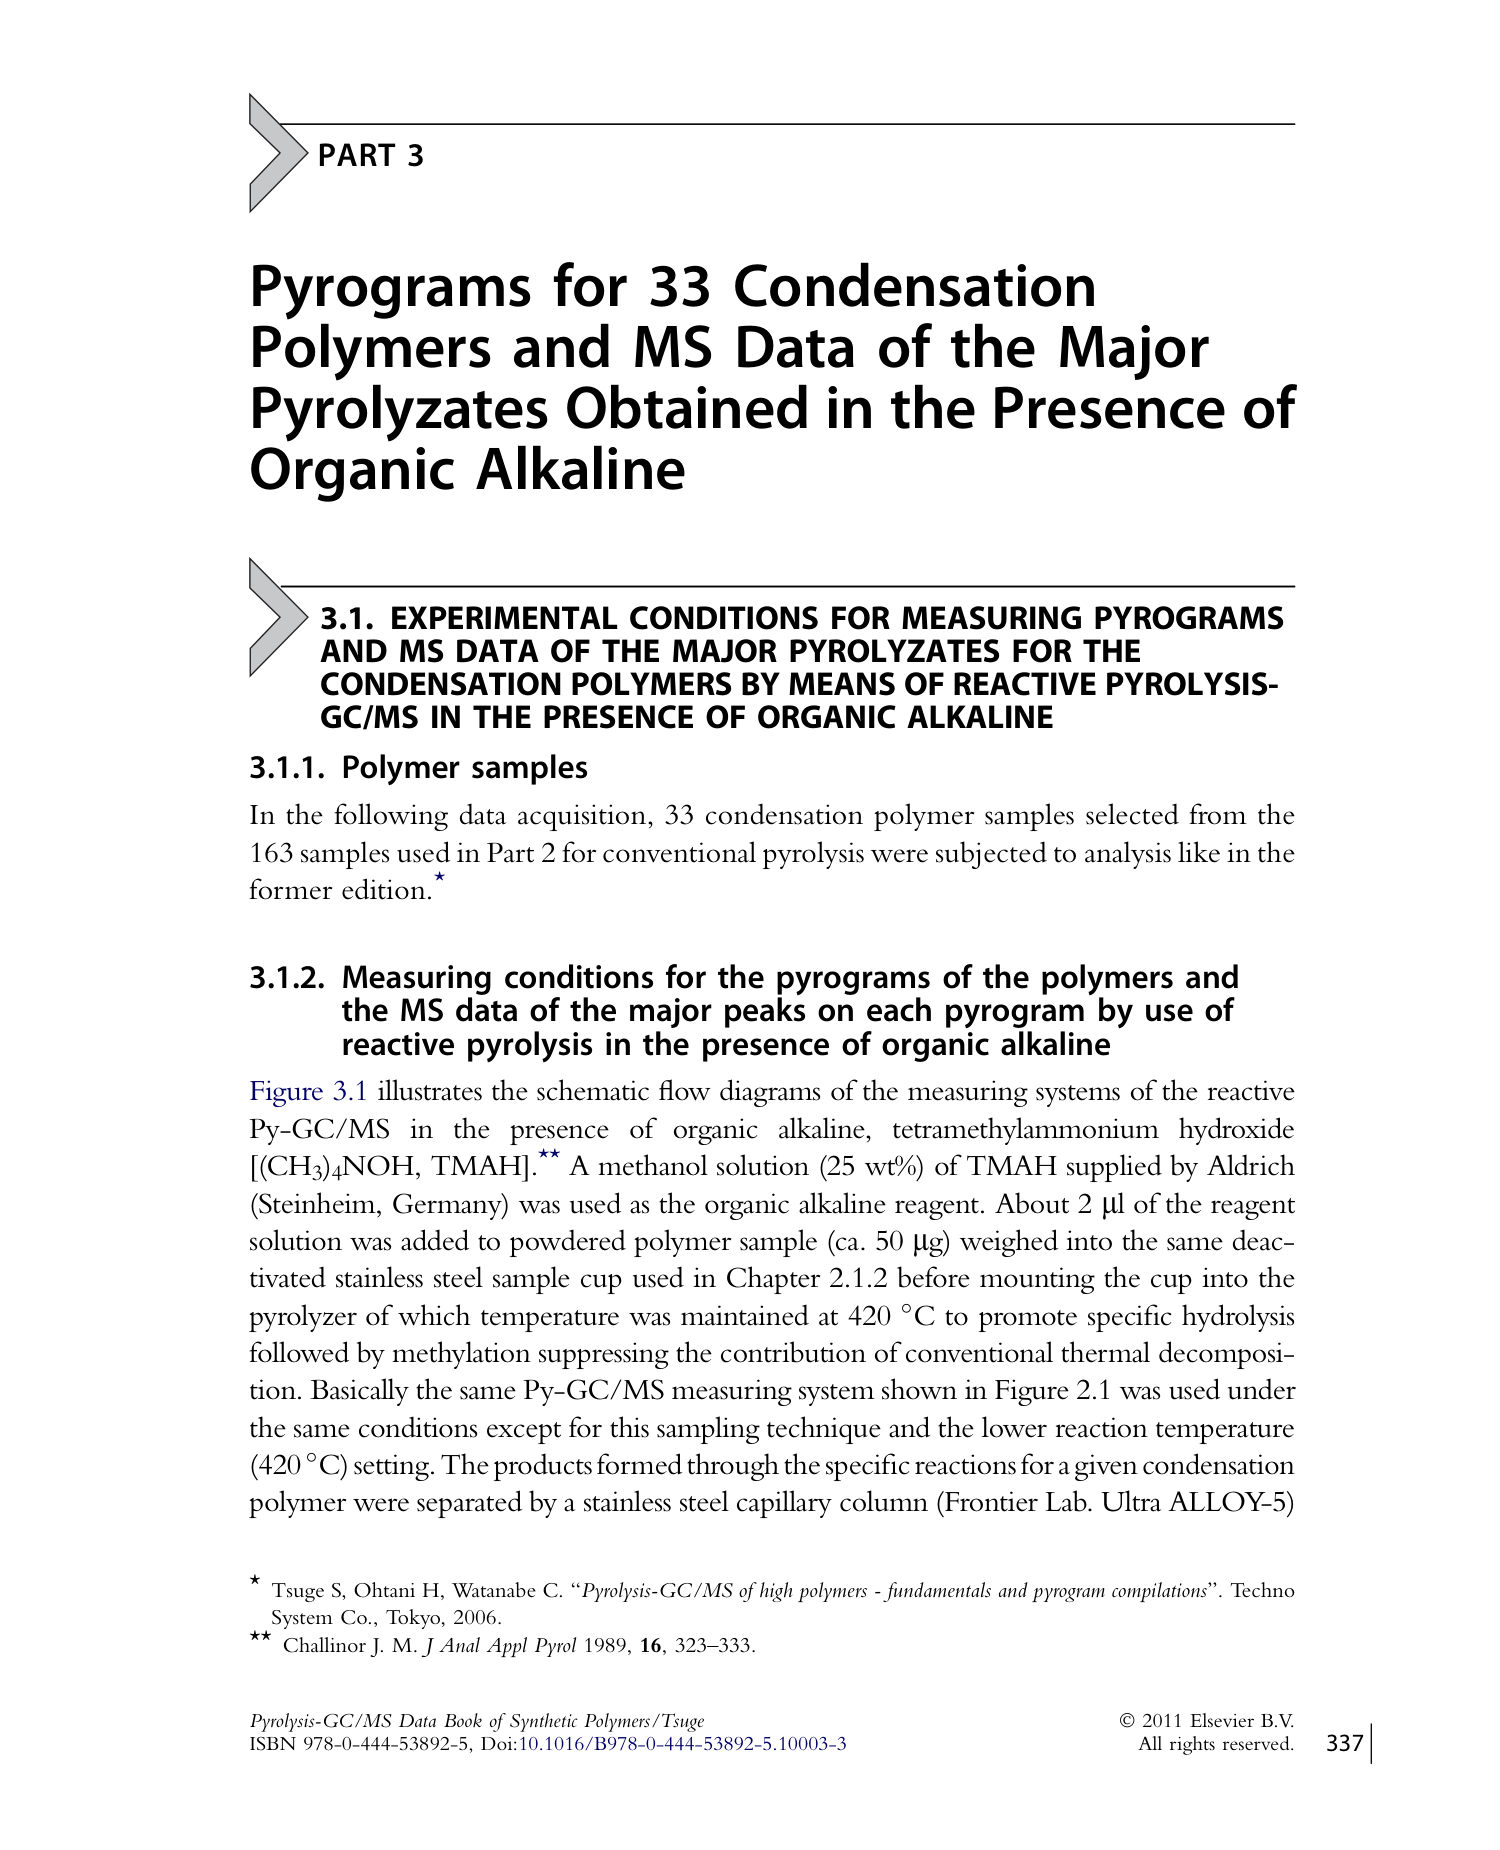 PART 3
Pyrograms for 33 Condensation
Polymers and MS Data of the Major
Pyrolyzates Obtained in the Presence of
Organic Alkaline
3.1. EXPERIMENTAL CONDITIONS FOR MEASURING PYROGRAMS
AND MS DATA OF THE MAJOR PYROLYZATES FOR THE
CONDENSATION POLYMERS BY MEANS OF REACTIVE PYROLYSIS-
GC/MS IN THE PRESENCE OF ORGANIC ALKALINE
3.1.1. Polymer samples
In the following data acquisition, 33 condensation polymer samples selected from the
163 samples used in Part 2 for conventional pyrolysis were subjected to analysis like in the
former edition.★
3.1.2. Measuring conditions for the pyrograms of the polymers and
the MS data of the major peaks on each pyrogram by use of
reactive pyrolysis in the presence of organic alkaline
Figure 3.1 illustrates the schematic flow diagrams of the measuring systems of the reactive
Py-GC/MS in the presence of organic alkaline, tetramethylammonium hydroxide
[(CH3)4NOH, TMAH].★★ A methanol solution (25 wt%) of TMAH supplied by Aldrich
(Steinheim, Germany) was used as the organic alkaline reagent. About 2 μl of the reagent
solution was added to powdered polymer sample (ca. 50 μg) weighed into the same deac-
tivated stainless steel sample cup used in Chapter 2.1.2 before mounting the cup into the
pyrolyzer of which temperature was maintained at 420 °C to promote specific hydrolysis
followed by methylation suppressing the contribution of conventional thermal decomposi-
tion. Basically the same Py-GC/MS measuring system shown in Figure 2.1 was used under
the same conditions except for this sampling technique and the lower reaction temperature
(420 °C) setting. The products formed through the specific reactions for a given condensation
polymer were separated by a stainless steel capillary column (Frontier Lab. Ultra ALLOY-5)
★ Tsuge S, Ohtani H, Watanabe C. “Pyrolysis-GC/MS of high polymers - fundamentals and pyrogram compilations”. Techno
System Co., Tokyo, 2006.
★★ Challinor J. M. J Anal Appl Pyrol 1989, 16, 323–333.
Pyrolysis-GC/MS Data Book of Synthetic Polymers/Tsuge © 2011 Elsevier B.V.
ISBN 978-0-444-53892-5, Doi:10.1016/B978-0-444-53892-5.10003-3 All rights reserved. 337